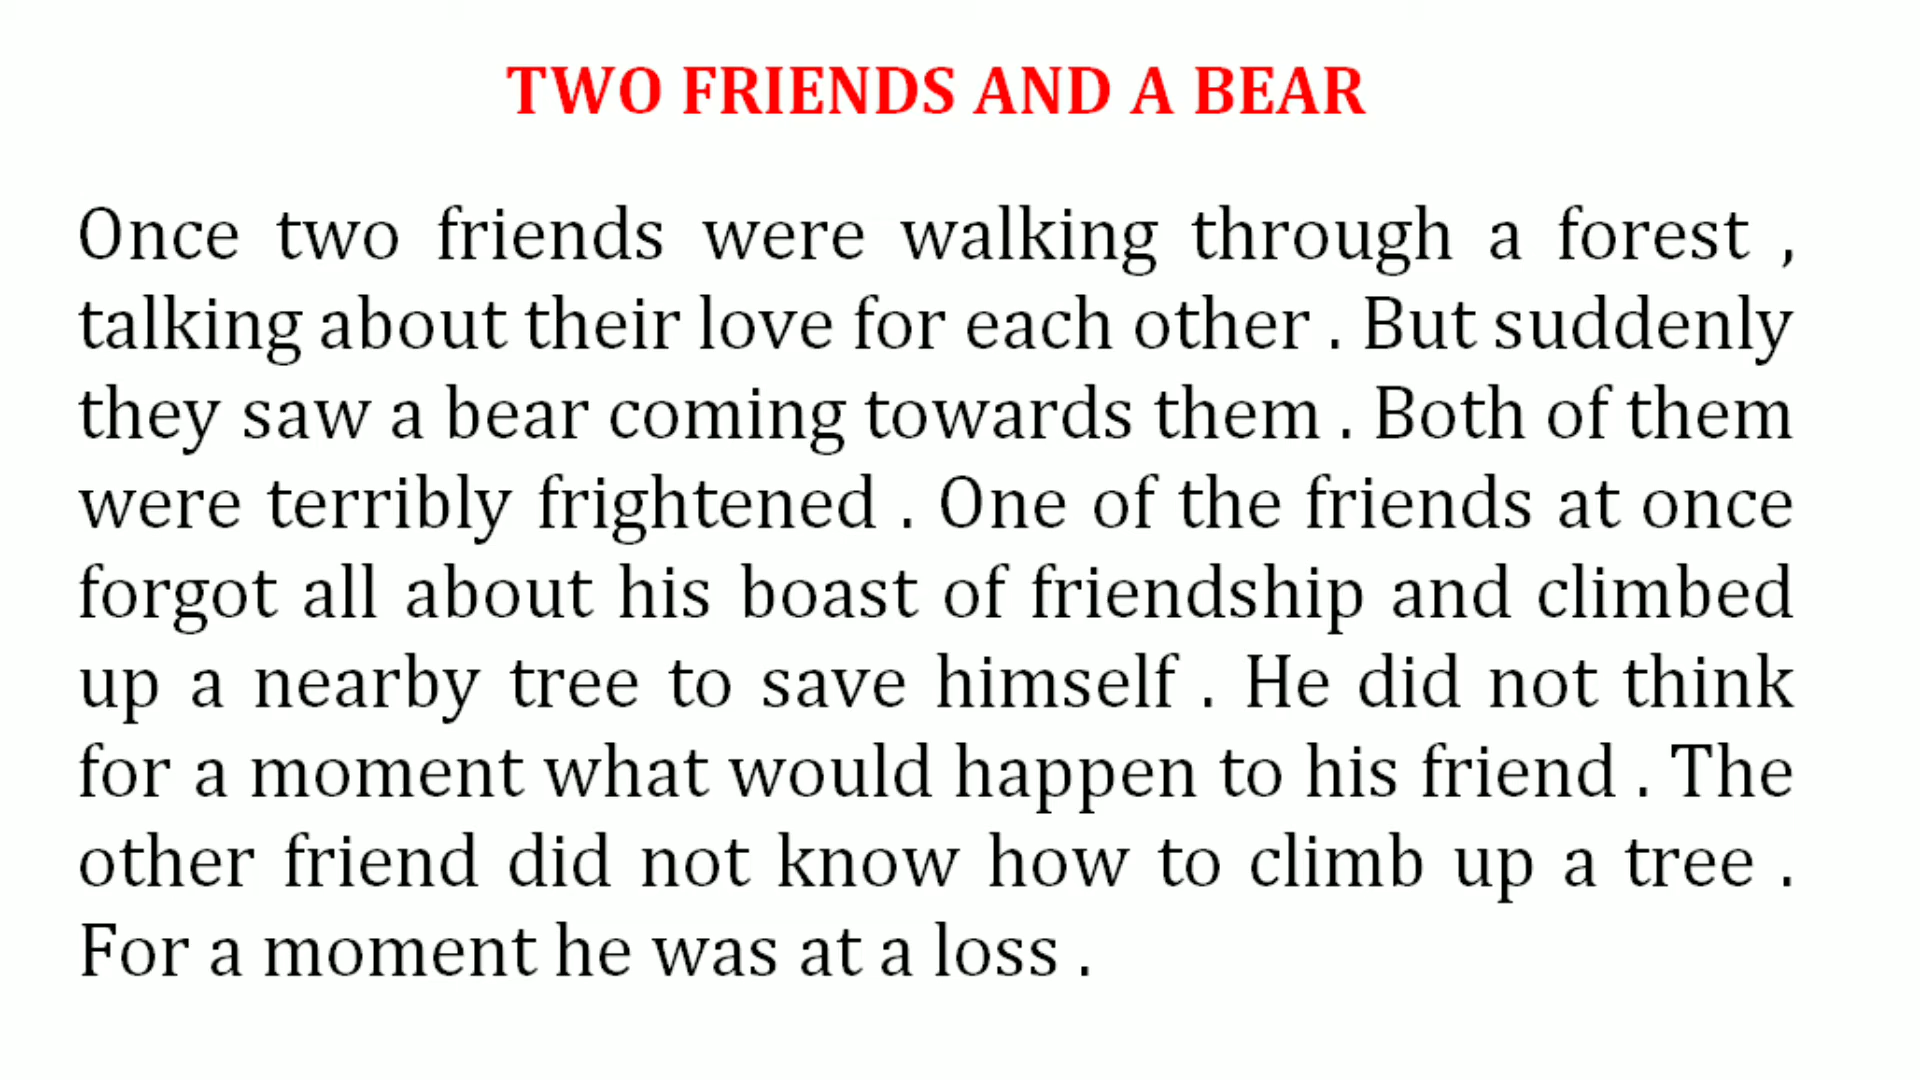 TWO FRIENDS AND A BEAR
Once two friends were walking through a forest ,
talking about their love for each other . But suddenly
they saw a bear coming towards them . Both of them
were terribly frightened . One of the friends at once
forgot all about his boast of friendship and climbed
up a nearby tree to save himself . He did not think
for a moment what would happen to his friend . The
other friend did not know how to climb up a tree .
For a moment he was at a loss .